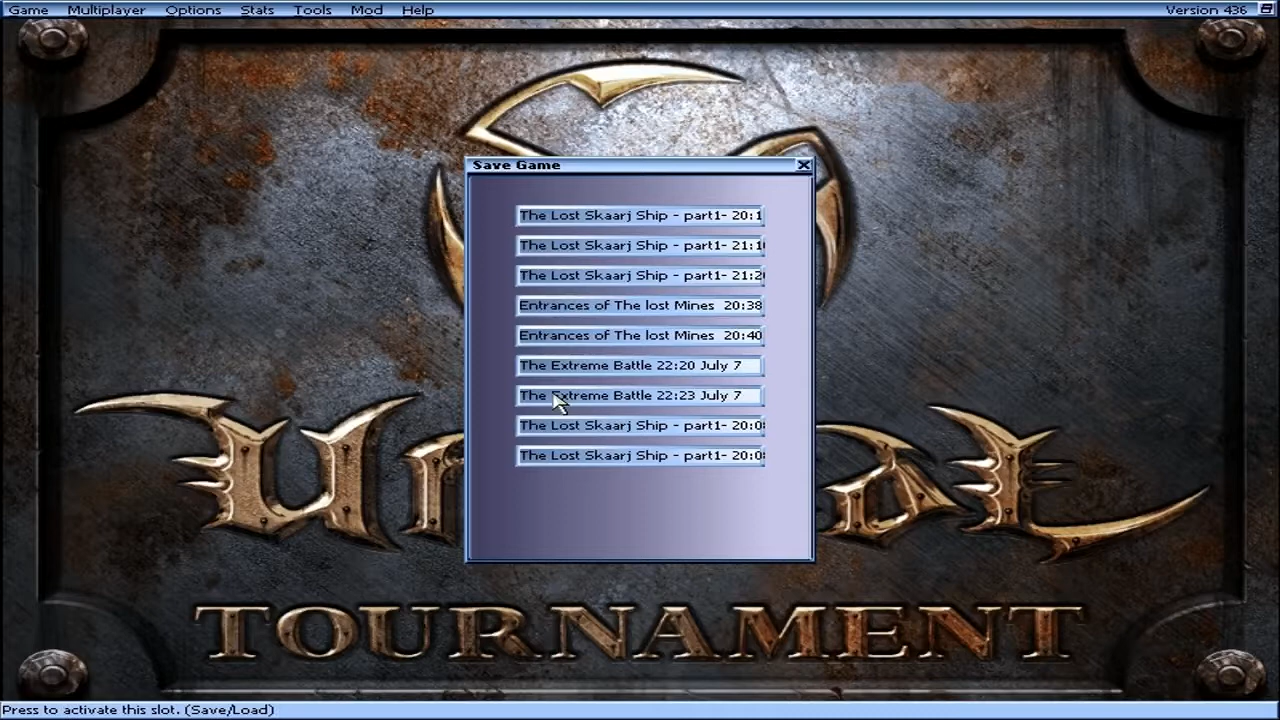 Game Multiplayer Options Stats Tools Mod Help Version 436
Save Game
The Lost Skaarj Ship - part1- 20:1
The Lost Skaarj Ship - part1- 21:1
The Lost Skaarj Ship - part1- 21:2
Entrances of The lost Mines 20:38
Entrances of The lost Mines 20:40
The Extreme Battle 22:20 July 7
The Extreme Battle 22:23 July 7
The Lost Skaarj Ship - part1- 20:0
The Lost Skaarj Ship - part1- 20:0
TOURNAMENT
Press to activate this slot. (Save/Load)